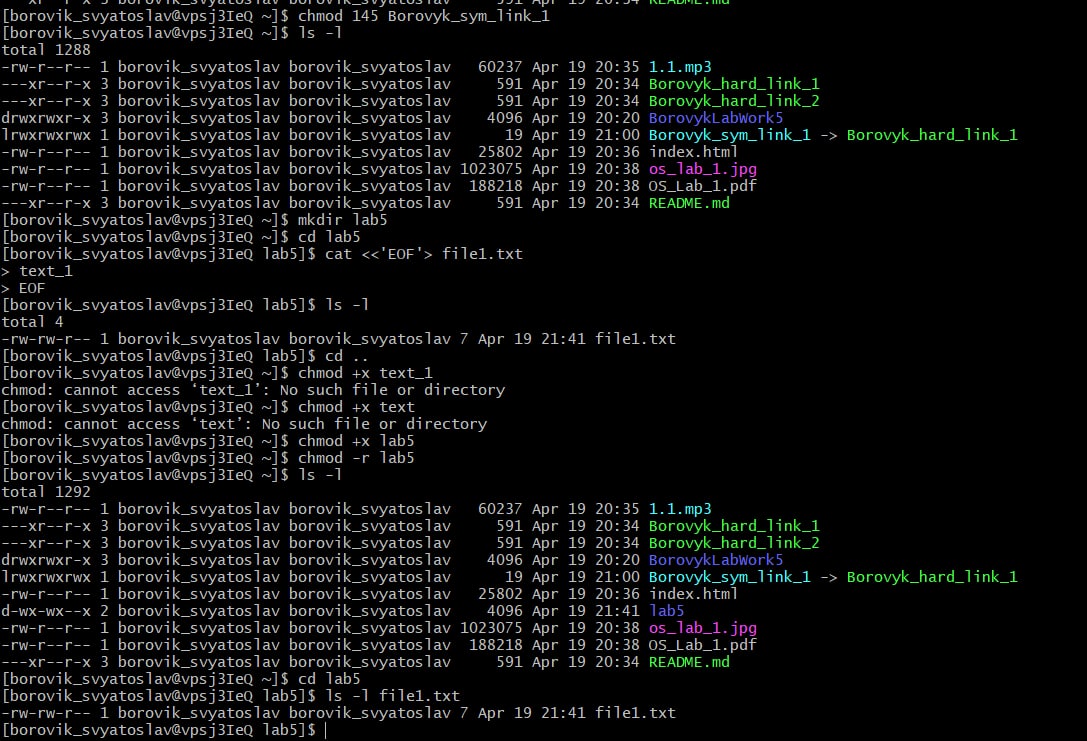 [borovik_svyatoslav@vpsj3IeQ ~]$ chmod 145 Borovyk_sym_link_1
[borovik_svyatoslav@vpsj3IeQ ~]$ ls -l
total 1288
-rw-r--r-- 1 borovik_svyatoslav borovik_svyatoslav   60237 Apr 19 20:35 1.1.mp3
---xr--r-x 3 borovik_svyatoslav borovik_svyatoslav     591 Apr 19 20:34 Borovyk_hard_link_1
---xr--r-x 3 borovik_svyatoslav borovik_svyatoslav     591 Apr 19 20:34 Borovyk_hard_link_2
drwxrwxr-x 3 borovik_svyatoslav borovik_svyatoslav    4096 Apr 19 20:20 BorovykLabWork5
lrwxrwxrwx 1 borovik_svyatoslav borovik_svyatoslav      19 Apr 19 21:00 Borovyk_sym_link_1 -> Borovyk_hard_link_1
-rw-r--r-- 1 borovik_svyatoslav borovik_svyatoslav   25802 Apr 19 20:36 index.html
-rw-r--r-- 1 borovik_svyatoslav borovik_svyatoslav 1023075 Apr 19 20:38 os_lab_1.jpg
-rw-r--r-- 1 borovik_svyatoslav borovik_svyatoslav  188218 Apr 19 20:38 OS_Lab_1.pdf
---xr--r-x 3 borovik_svyatoslav borovik_svyatoslav     591 Apr 19 20:34 README.md
[borovik_svyatoslav@vpsj3IeQ ~]$ mkdir lab5
[borovik_svyatoslav@vpsj3IeQ ~]$ cd lab5
[borovik_svyatoslav@vpsj3IeQ lab5]$ cat <<'EOF'> file1.txt
> text_1
> EOF
[borovik_svyatoslav@vpsj3IeQ lab5]$ ls -l
total 4
-rw-rw-r-- 1 borovik_svyatoslav borovik_svyatoslav 7 Apr 19 21:41 file1.txt
[borovik_svyatoslav@vpsj3IeQ lab5]$ cd ..
[borovik_svyatoslav@vpsj3IeQ ~]$ chmod +x text_1
chmod: cannot access ‘text_1’: No such file or directory
[borovik_svyatoslav@vpsj3IeQ ~]$ chmod +x text
chmod: cannot access ‘text’: No such file or directory
[borovik_svyatoslav@vpsj3IeQ ~]$ chmod +x lab5
[borovik_svyatoslav@vpsj3IeQ ~]$ chmod -r lab5
[borovik_svyatoslav@vpsj3IeQ ~]$ ls -l
total 1292
-rw-r--r-- 1 borovik_svyatoslav borovik_svyatoslav   60237 Apr 19 20:35 1.1.mp3
---xr--r-x 3 borovik_svyatoslav borovik_svyatoslav     591 Apr 19 20:34 Borovyk_hard_link_1
---xr--r-x 3 borovik_svyatoslav borovik_svyatoslav     591 Apr 19 20:34 Borovyk_hard_link_2
drwxrwxr-x 3 borovik_svyatoslav borovik_svyatoslav    4096 Apr 19 20:20 BorovykLabWork5
lrwxrwxrwx 1 borovik_svyatoslav borovik_svyatoslav      19 Apr 19 21:00 Borovyk_sym_link_1 -> Borovyk_hard_link_1
-rw-r--r-- 1 borovik_svyatoslav borovik_svyatoslav   25802 Apr 19 20:36 index.html
d-wx-wx--x 2 borovik_svyatoslav borovik_svyatoslav    4096 Apr 19 21:41 lab5
-rw-r--r-- 1 borovik_svyatoslav borovik_svyatoslav 1023075 Apr 19 20:38 os_lab_1.jpg
-rw-r--r-- 1 borovik_svyatoslav borovik_svyatoslav  188218 Apr 19 20:38 OS_Lab_1.pdf
---xr--r-x 3 borovik_svyatoslav borovik_svyatoslav     591 Apr 19 20:34 README.md
[borovik_svyatoslav@vpsj3IeQ ~]$ cd lab5
[borovik_svyatoslav@vpsj3IeQ lab5]$ ls -l file1.txt
-rw-rw-r-- 1 borovik_svyatoslav borovik_svyatoslav 7 Apr 19 21:41 file1.txt
[borovik_svyatoslav@vpsj3IeQ lab5]$